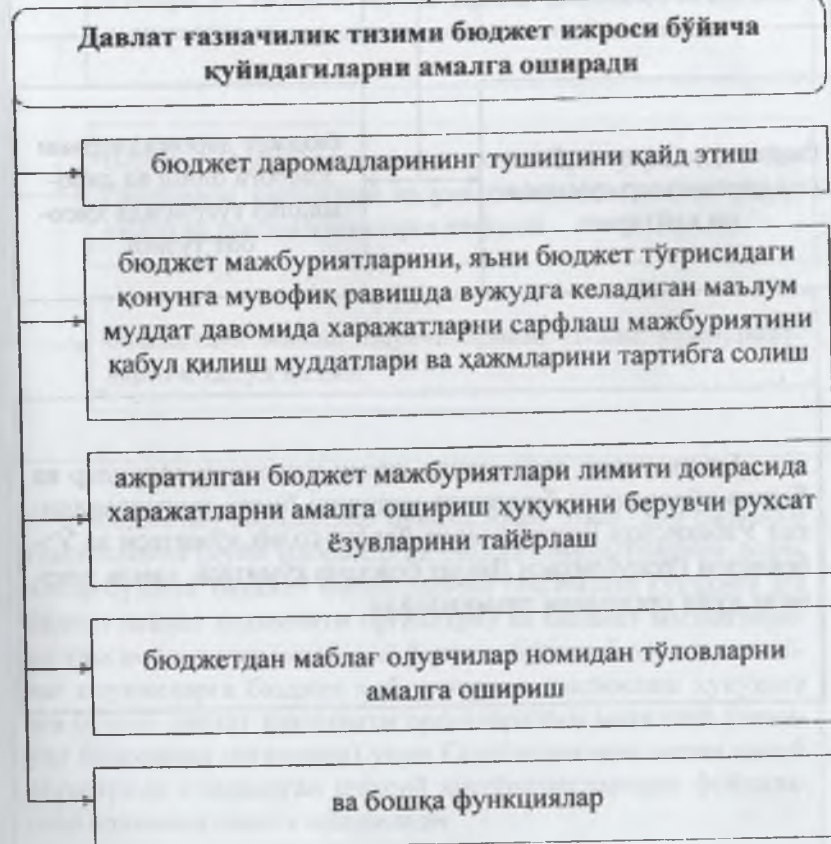 Давлат ғазначилик тизими бюджет ижроси бўйича
қуйидагиларни амалга оширади
бюджет даромадларининг тушишини қайд этиш
бюджет мажбуриятларини, яъни бюджет тўғрисидаги
қонунга мувофиқ равишда вужудга келадиган маълум
муддат давомида харажатларни сарфлаш мажбуриятини
қабул қилиш муддатлари ва ҳажмларини тартибга солиш
ажратилган бюджет мажбуриятлари лимити доирасида
харажатларни амалга ошириш ҳуқуқини берувчи рухсат
ёзувларини тайёрлаш
бюджетдан маблағ олувчилар номидан тўловларни
амалга ошириш
ва бошқа функциялар